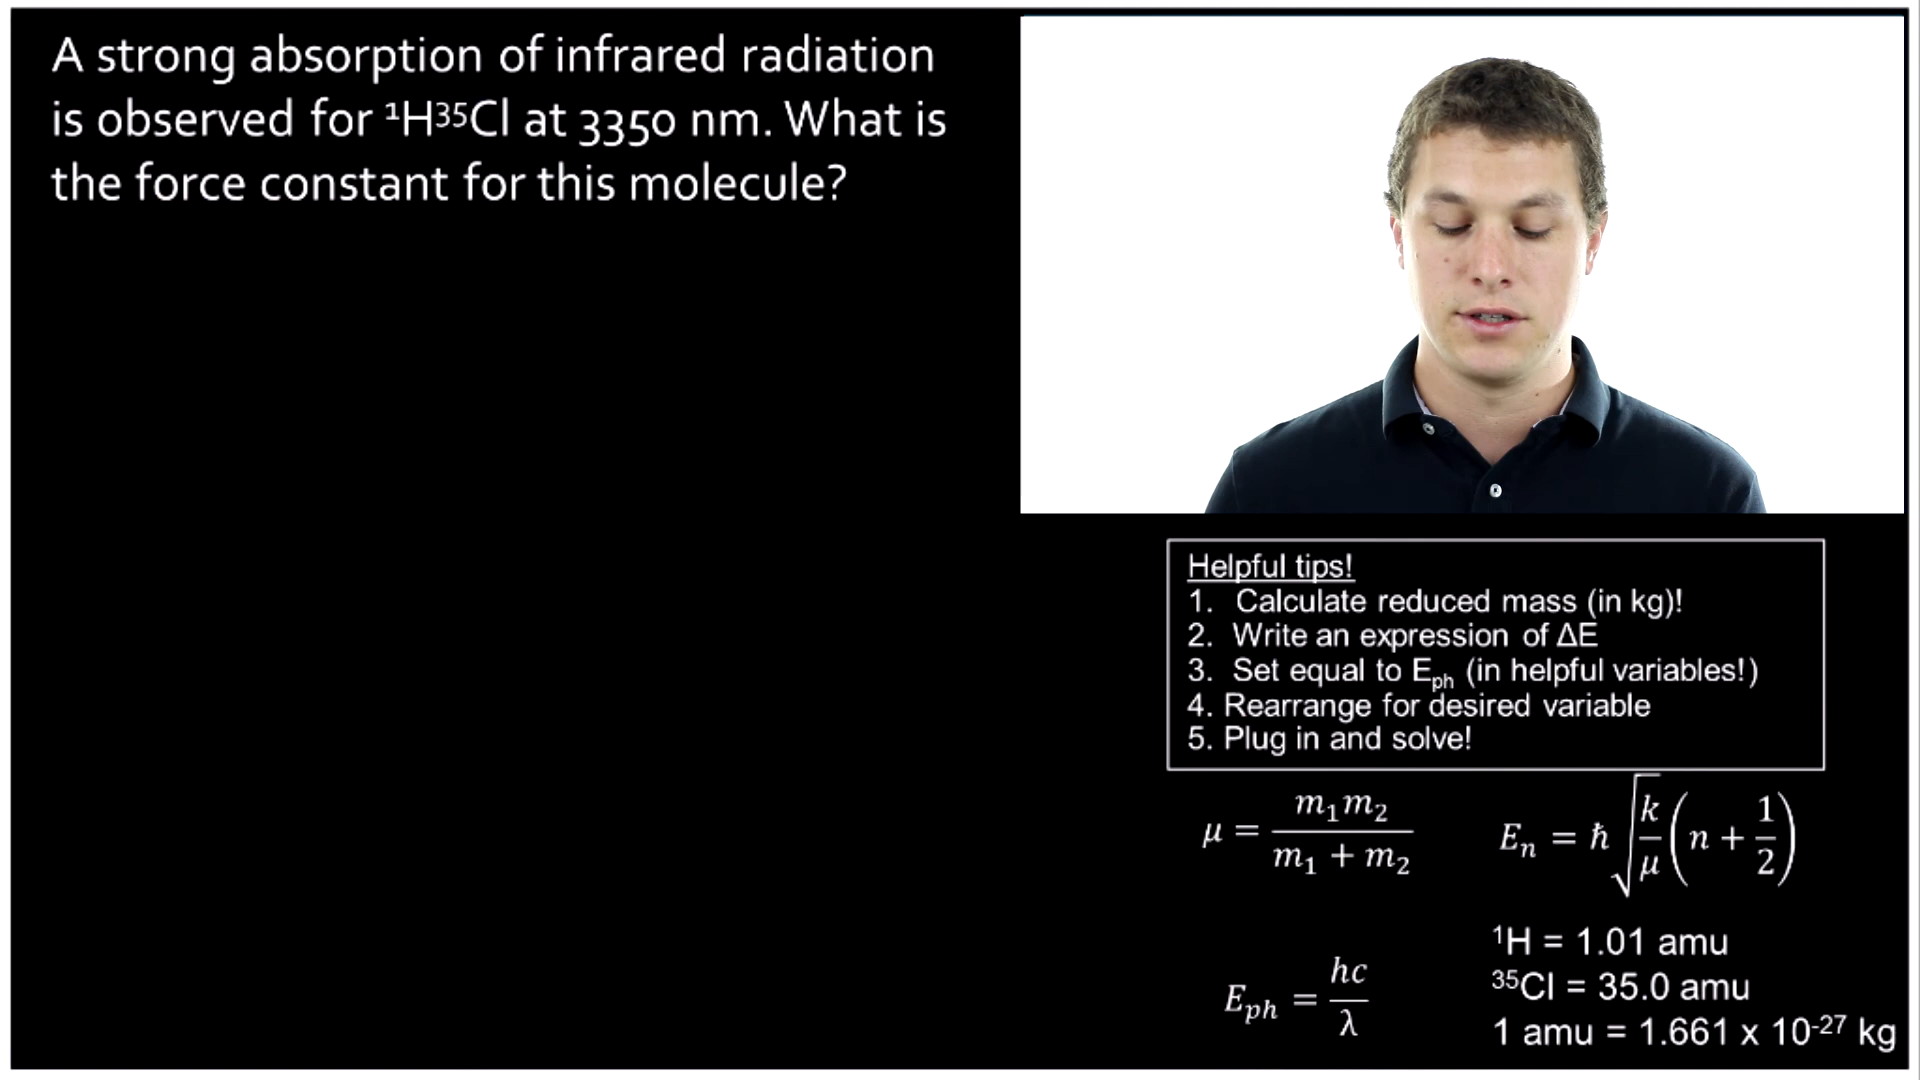 A strong absorption of infrared radiation
is observed for ¹H³⁵Cl at 3350 nm. What is
the force constant for this molecule?
Helpful tips!
1. Calculate reduced mass (in kg)!
2. Write an expression of ΔE
3. Set equal to E_ph (in helpful variables!)
4. Rearrange for desired variable
5. Plug in and solve!
μ = m₁m₂ / (m₁ + m₂)
E_n = ħ √(k/μ) (n + 1/2)
E_ph = hc / λ
¹H = 1.01 amu
³⁵Cl = 35.0 amu
1 amu = 1.661 x 10⁻²⁷ kg